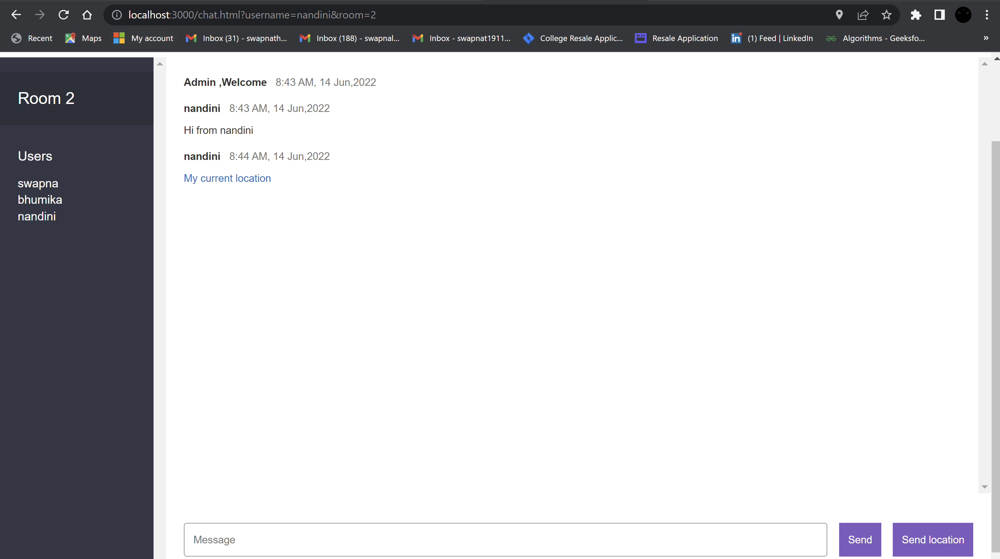 localhost:3000/chat.html?username=nandini&room=2
Recent Maps My account Inbox (31) - swapnath... Inbox (188) - swapnal... Inbox - swapnat1911... College Resale Applic... Resale Application (1) Feed | LinkedIn Algorithms - Geeksfo... »
Room 2
Users
swapna
bhumika
nandini
Admin ,Welcome 8:43 AM, 14 Jun,2022
nandini 8:43 AM, 14 Jun,2022
Hi from nandini
nandini 8:44 AM, 14 Jun,2022
My current location
Message Send Send location